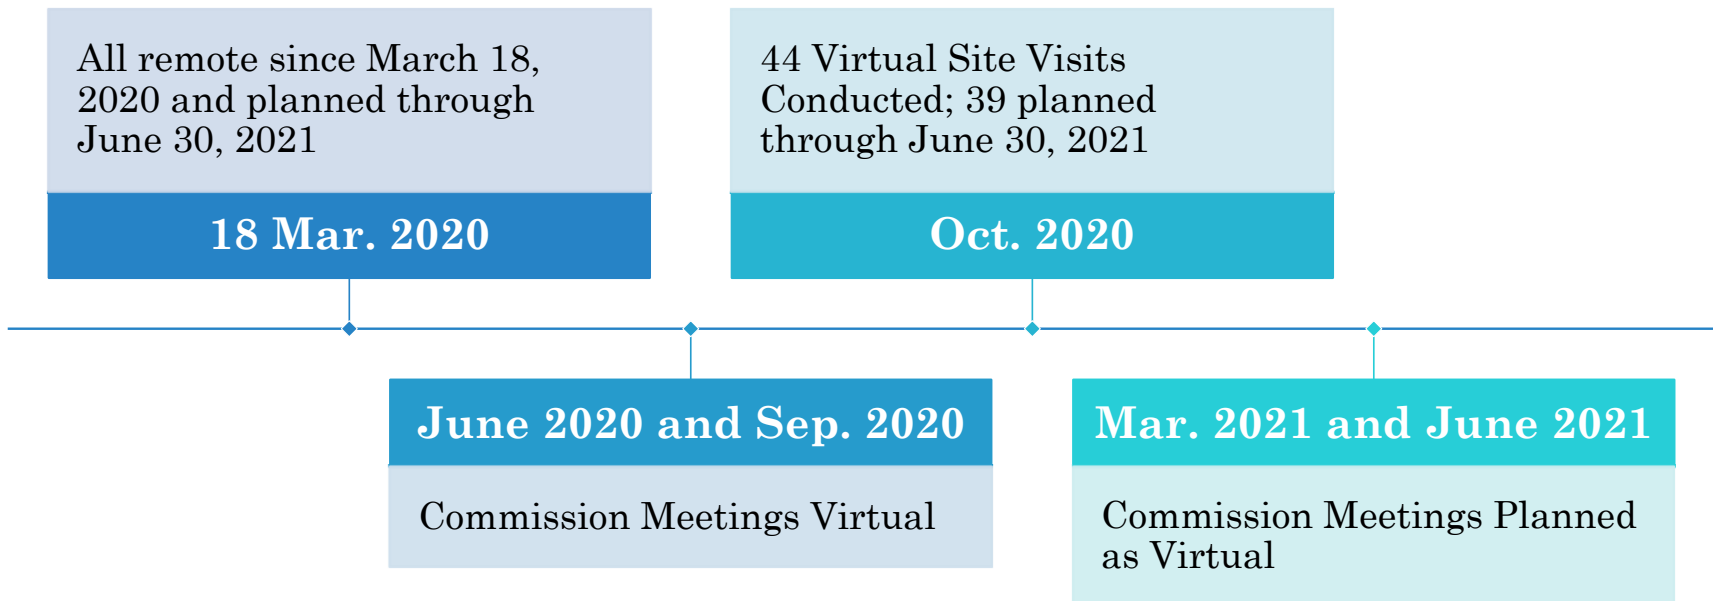 All remote since March 18,
2020 and planned through
June 30, 2021
18 Mar. 2020
June 2020 and Sep. 2020
Commission Meetings Virtual
44 Virtual Site Visits
Conducted; 39 planned
through June 30, 2021
Oct. 2020
Mar. 2021 and June 2021
Commission Meetings Planned
as Virtual